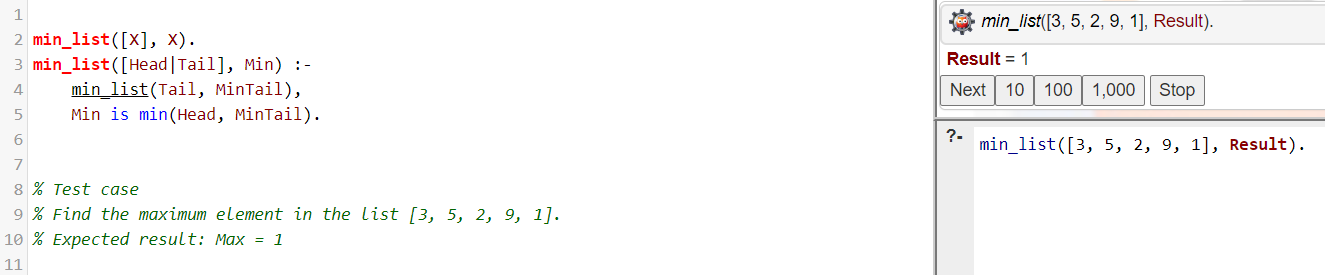 1
2 min_list([X], X).
3 min_list([Head|Tail], Min) :-
4     min_list(Tail, MinTail),
5     Min is min(Head, MinTail).
6
7
8 % Test case
9 % Find the maximum element in the list [3, 5, 2, 9, 1].
10 % Expected result: Max = 1
11
min_list([3, 5, 2, 9, 1], Result).
Result = 1
Next 10 100 1,000 Stop
?- min_list([3, 5, 2, 9, 1], Result).